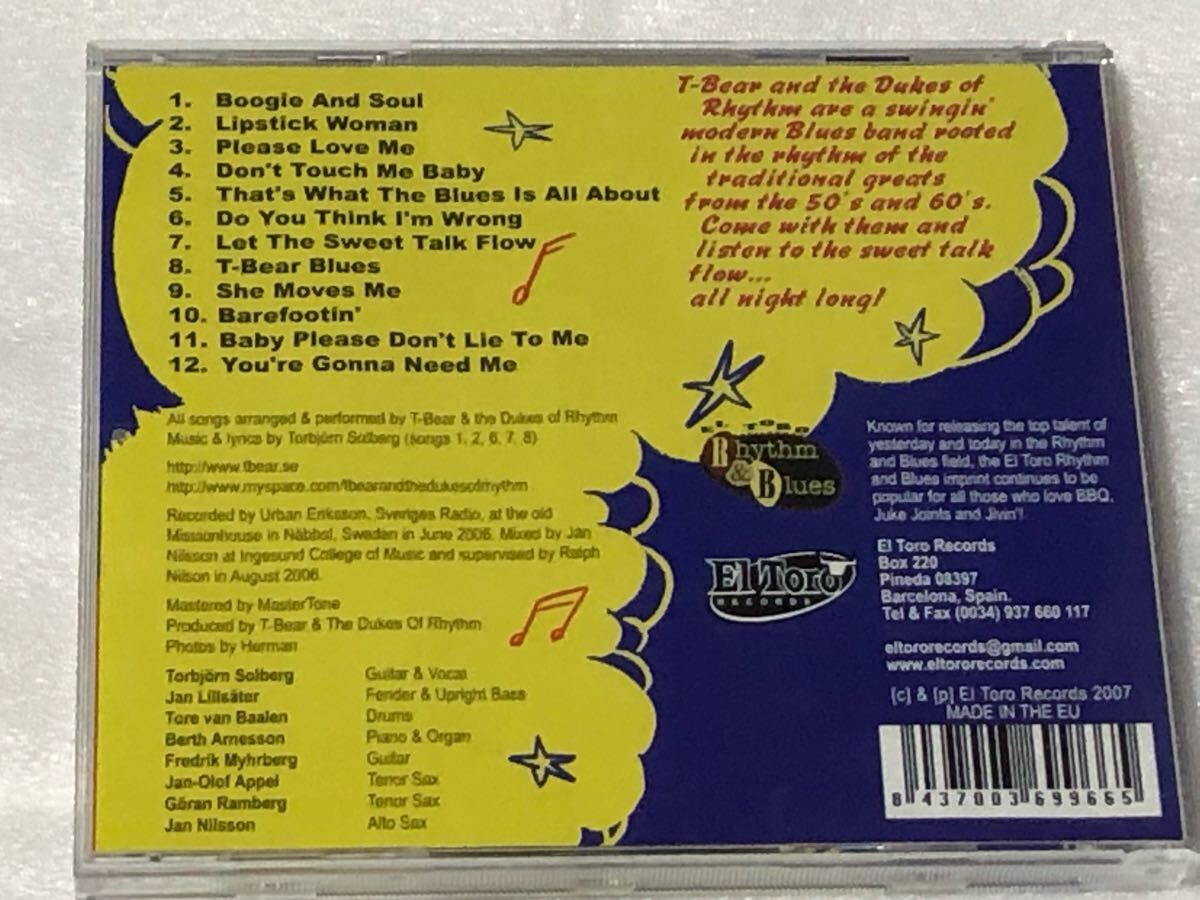 1. Boogie And Soul
2. Lipstick Woman
3. Please Love Me
4. Don't Touch Me Baby
5. That's What The Blues Is All About
6. Do You Think I'm Wrong
7. Let The Sweet Talk Flow
8. T-Bear Blues
9. She Moves Me
10. Barefootin'
11. Baby Please Don't Lie To Me
12. You're Gonna Need Me
T-Bear and the Dukes of
Rhythm are a swingin'
modern Blues band rooted
in the rhythm of the
traditional greats
from the 50's and 60's.
Come with them and
listen to the sweet talk
flow...
all night long!
All songs arranged & performed by T-Bear & the Dukes of Rhythm
Music & lyrics by Torbjörn Solberg (songs 1, 2, 6, 7, 8)
http://www.tbear.se
http://www.myspace.com/tbearandthedukesofrhythm
Recorded by Urban Eriksson, Sveriges Radio, at the old
Missonhouse in Näbbol, Sweden in June 2006. Mixed by Jan
Nilsson at Ingesund College of Music and supervised by Ralph
Nilson in August 2006.
Mastered by MasterTone
Produced by T-Bear & The Dukes Of Rhythm
Photos by Herman
Torbjörn Solberg Guitar & Vocal
Jan Lillsäter Fender & Upright Bass
Tore van Baalen Drums
Berth Arnesson Piano & Organ
Fredrik Myhrberg Guitar
Jan-Olof Appel Tenor Sax
Göran Ramberg Tenor Sax
Jan Nilsson Alto Sax
EL TORO
Rhythm
& Blues
El Toro
RECORDS
Known for releasing the top talent of
yesterday and today in the Rhythm
and Blues field, the El Toro Rhythm
and Blues imprint continues to be
popular for all those who love BBQ,
Juke Joints and Jivin'!
El Toro Records
Box 220
Pineda 08397
Barcelona, Spain.
Tel & Fax (0034) 937 660 117
eltororecords@gmail.com
www.eltororecords.com
[c] & [p] El Toro Records 2007
MADE IN THE EU
8 437003 699665